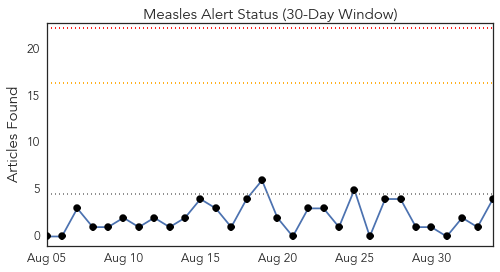 Measles Alert Status (30-Day Window)
20
15
10
5
0
Articles Found
Aug 05 Aug 10 Aug 15 Aug 20 Aug 25 Aug 30